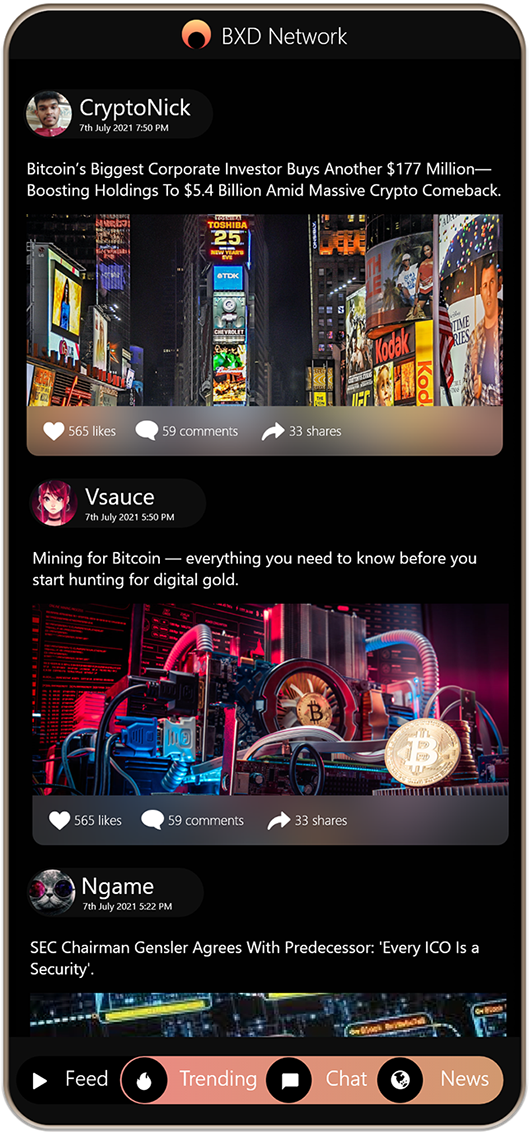 BXD Network
CryptoNick
7th July 2021 7:50 PM
Bitcoin's Biggest Corporate Investor Buys Another $177 Million—
Boosting Holdings To $5.4 Billion Amid Massive Crypto Comeback.
TOSHIBA
25
NEW YEAR'S
EVE
TDK
CHEVROLET
Kodak
Kod
TIME
UFC
565 likes 59 comments 33 shares
Vsauce
7th July 2021 5:50 PM
Mining for Bitcoin — everything you need to know before you
start hunting for digital gold.
565 likes 59 comments 33 shares
Ngame
7th July 2021 5:22 PM
SEC Chairman Gensler Agrees With Predecessor: 'Every ICO Is a
Security'.
Feed Trending Chat News